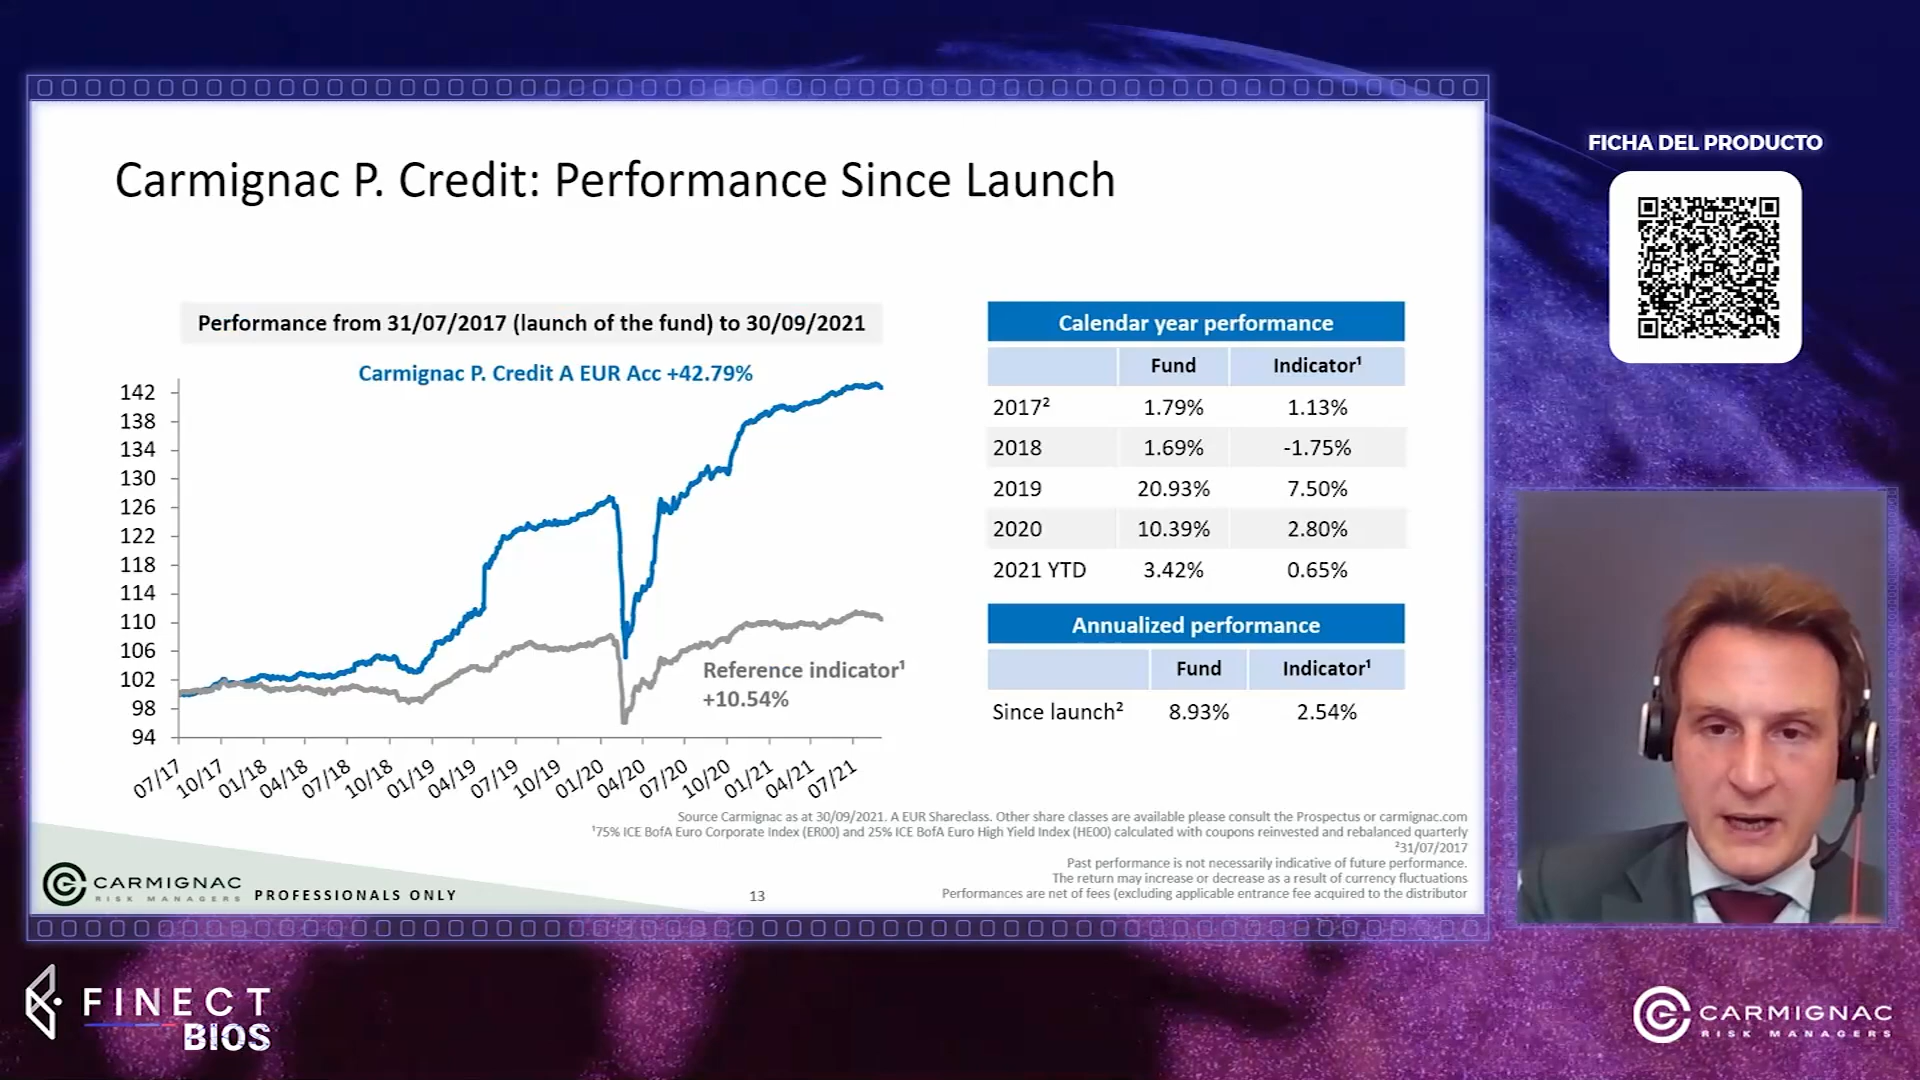 FICHA DEL PRODUCTO
Carmignac P. Credit: Performance Since Launch
Performance from 31/07/2017 (launch of the fund) to 30/09/2021
Carmignac P. Credit A EUR Acc +42.79%
142
138
134
130
126
122
118
114
110
106
102
98
94
07/17 10/17 01/18 04/18 07/18 10/18 01/19 04/19 07/19 10/19 01/20 04/20 07/20 10/20 01/21 04/21 07/21
Reference indicator¹
+10.54%
Calendar year performance
Fund Indicator¹
2017² 1.79% 1.13%
2018 1.69% -1.75%
2019 20.93% 7.50%
2020 10.39% 2.80%
2021 YTD 3.42% 0.65%
Annualized performance
Fund Indicator¹
Since launch² 8.93% 2.54%
Source Carmignac as at 30/09/2021. A EUR Shareclass. Other share classes are available please consult the Prospectus or carmignac.com
¹75% ICE BofA Euro Corporate Index (ER00) and 25% ICE BofA Euro High Yield Index (HE00) calculated with coupons reinvested and rebalanced quarterly
²31/07/2017
Past performance is not necessarily indicative of future performance.
The return may increase or decrease as a result of currency fluctuations
Performances are net of fees (excluding applicable entrance fee acquired to the distributor
CARMIGNAC
RISK MANAGERS
PROFESSIONALS ONLY
13
FINECT
BIOS
CARMIGNAC
RISK MANAGERS